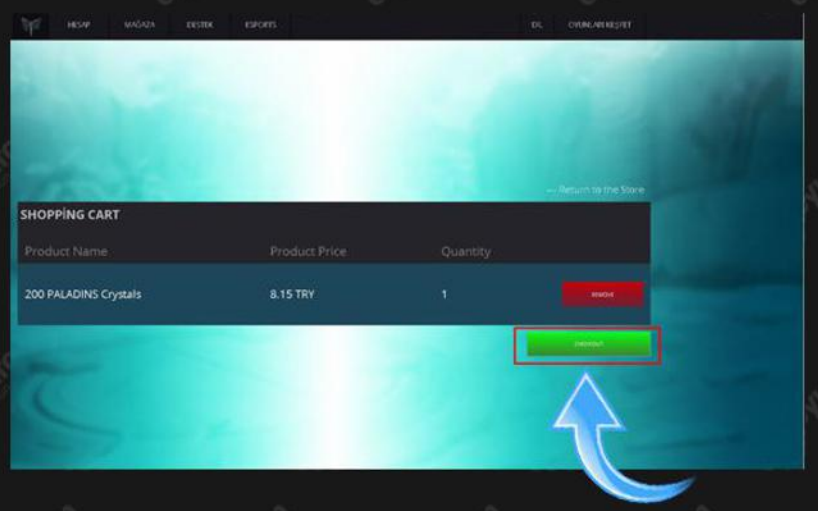 HESAP MAĞAZA DESTEK ESPORTS DİL OYUNLARI KEŞFET
← Return to the Store
SHOPPİNG CART
Product Name Product Price Quantity
200 PALADINS Crystals 8.15 TRY 1 REMOVE
CHECKOUT